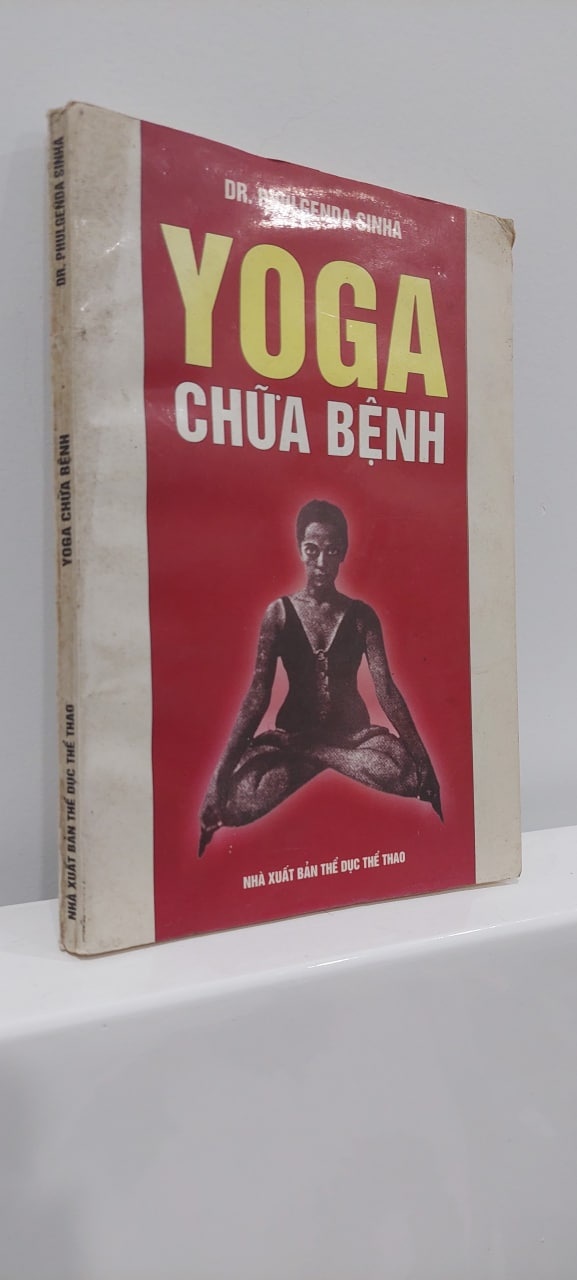 DR. PHULGENDA SINHA
YOGA
CHỮA BỆNH
NHÀ XUẤT BẢN THỂ DỤC THỂ THAO
DR. PHULGENDA SINHA
YOGA CHỮA BỆNH
NHÀ XUẤT BẢN THỂ DỤC THỂ THAO